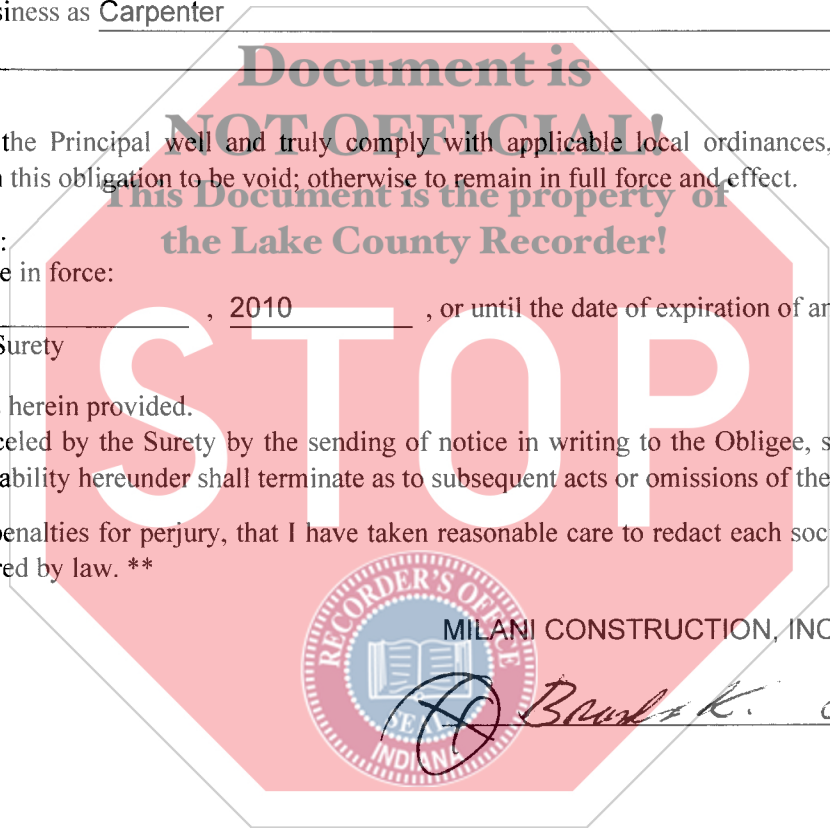 siness as Carpenter
Document is
NOT OFFICIAL!
the Principal well and truly comply with applicable local ordinances,
this obligation to be void; otherwise to remain in full force and effect.
This Document is the property of
the Lake County Recorder!
:
e in force:
, 2010 , or until the date of expiration of an
Surety
STOP
herein provided.
celed by the Surety by the sending of notice in writing to the Obligee, s
ability hereunder shall terminate as to subsequent acts or omissions of the
penalties for perjury, that I have taken reasonable care to redact each soc
red by law. **
RECORDER'S OFFICE
SEAL
INDIANA
MILANI CONSTRUCTION, INC